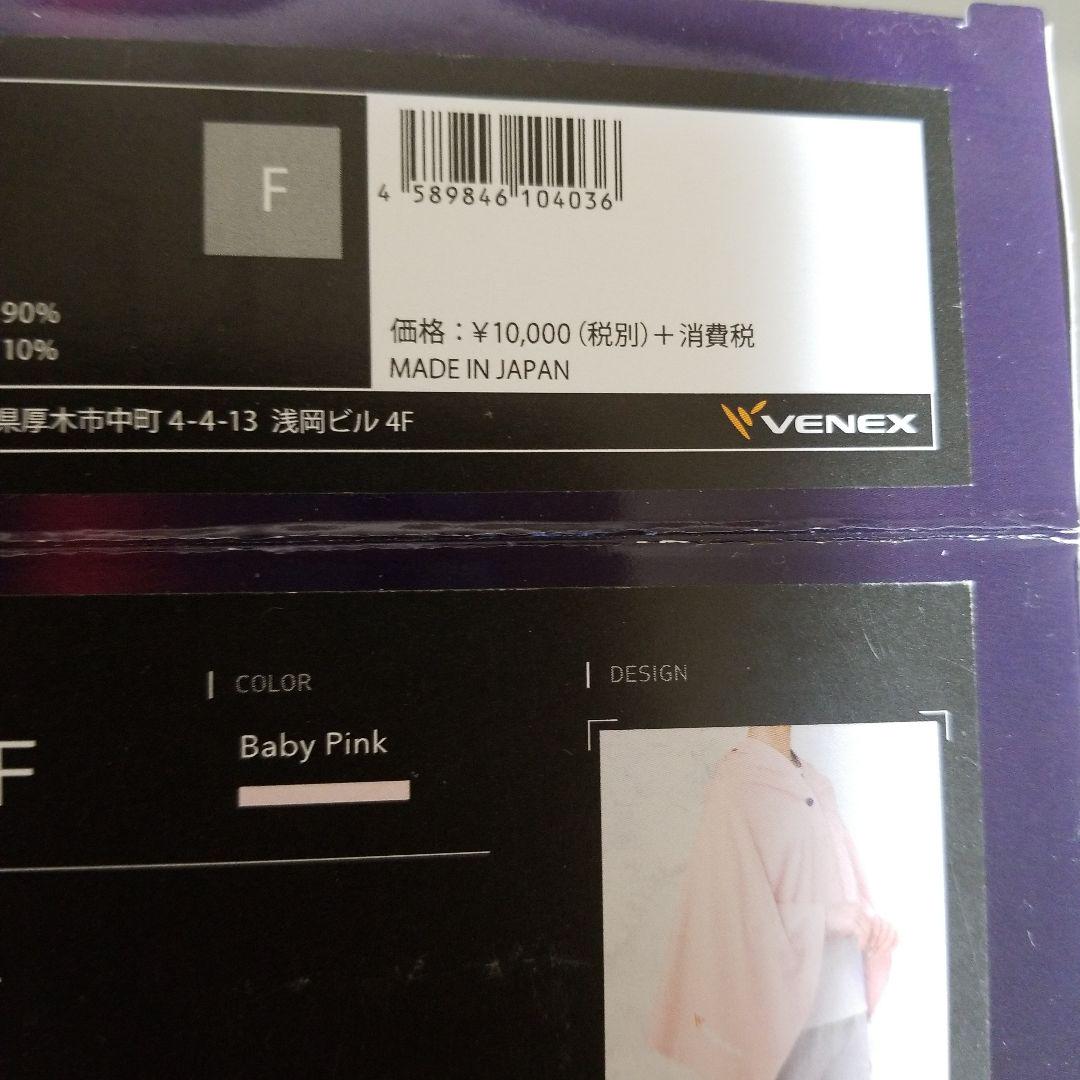 F
4 589846 104036
90%
10%
価格：¥10,000（税別）＋消費税
MADE IN JAPAN
県厚木市中町 4-4-13 浅岡ビル 4F
VENEX
COLOR
DESIGN
F
Baby Pink